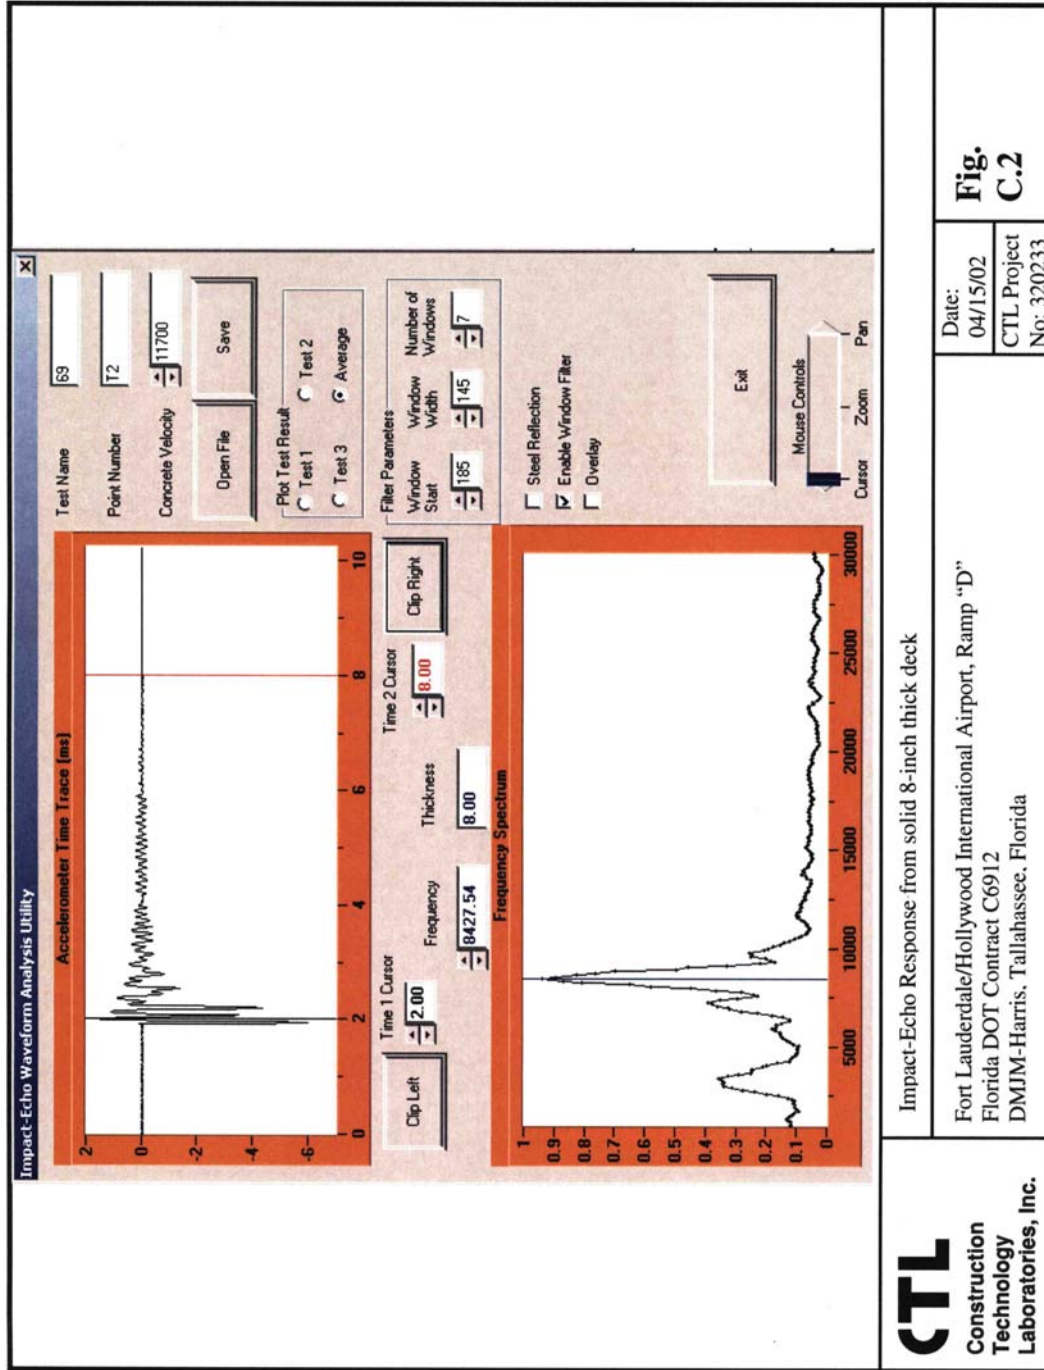 Impact-Echo Waveform Analysis Utility
Accelerometer Time Trace (ms)
2
0
-2
-4
-6
0
2
4
6
8
10
Test Name
69
Point Number
T2
Concrete Velocity
11700
Open File
Save
Plot Test Result
Test 1
Test 2
Test 3
Average
Clip Left
Time 1 Cursor
2.00
Frequency
8427.54
Thickness
8.00
Time 2 Cursor
8.00
Clip Right
Filter Parameters
Window Start
Window Width
Number of Windows
185
145
7
Frequency Spectrum
1
0.9
0.8
0.7
0.6
0.5
0.4
0.3
0.2
0.1
0
5000
10000
15000
20000
25000
30000
Steel Reflection
Enable Window Filter
Overlay
Exit
Mouse Controls
Cursor
Zoom
Pan
CTL
Construction
Technology
Laboratories, Inc.
Impact-Echo Response from solid 8-inch thick deck
Fort Lauderdale/Hollywood International Airport, Ramp “D”
Florida DOT Contract C6912
DMJM-Harris, Tallahassee, Florida
Date:
04/15/02
CTL Project
No: 320233
Fig.
C.2